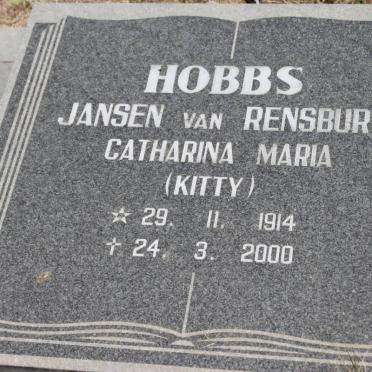 HOBBS
JANSEN VAN RENSBUR
CATHARINA MARIA
(KITTY)
☆ 29. 11. 1914
† 24. 3. 2000